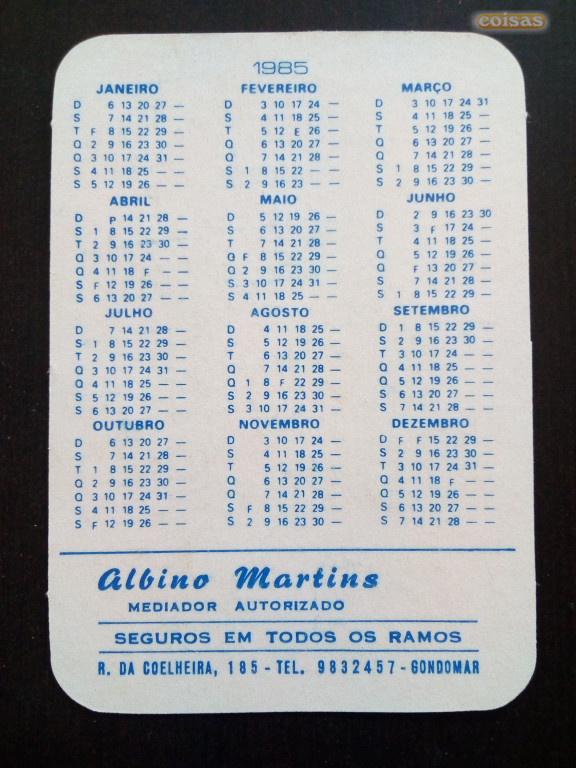 coisas
1985
JANEIRO FEVEREIRO MARÇO
D 6 13 20 27 — D 3 10 17 24 — D 3 10 17 24 31
S 7 14 21 28 — S 4 11 18 25 — S 4 11 18 25 —
T F 8 15 22 29 — T 5 12 E 26 — T 5 12 19 26 —
Q 2 9 16 23 30 — Q 6 13 20 27 — Q 6 13 20 27 —
Q 3 10 17 24 31 — Q 7 14 21 28 — Q 7 14 21 28 —
S 4 11 18 25 — — S 1 8 15 22 — — S 1 8 15 22 29 —
S 5 12 19 26 — — S 2 9 16 23 — — S 2 9 16 23 30 —
ABRIL MAIO JUNHO
D P 14 21 28 — D 5 12 19 26 — D 2 9 16 23 30
S 1 8 15 22 29 — S 6 13 20 27 — S 3 F 17 24 —
T 2 9 16 23 30 — T 7 14 21 28 — T 4 11 18 25 —
Q 3 10 17 24 — — Q F 8 15 22 29 — Q 5 12 19 26 —
Q 4 11 18 F — — Q 2 9 16 23 30 — Q F 13 20 27 —
S F 12 19 26 — — S 3 10 17 24 31 — S 7 14 21 28 —
S 6 13 20 27 — — S 4 11 18 25 — — S 1 8 15 22 29 —
JULHO AGOSTO SETEMBRO
D 7 14 21 28 — D 4 11 18 25 — D 1 8 15 22 29 —
S 1 8 15 22 29 — S 5 12 19 26 — S 2 9 16 23 30 —
T 2 9 16 23 30 — T 6 13 20 27 — T 3 10 17 24 — —
Q 3 10 17 24 31 — Q 7 14 21 28 — Q 4 11 18 25 — —
Q 4 11 18 25 — — Q 1 8 F 22 29 — Q 5 12 19 26 — —
S 5 12 19 26 — — S 2 9 16 23 30 — S 6 13 20 27 — —
S 6 13 20 27 — — S 3 10 17 24 31 — S 7 14 21 28 — —
OUTUBRO NOVEMBRO DEZEMBRO
D 6 13 20 27 — D 3 10 17 24 — D F F 15 22 29 —
S 7 14 21 28 — S 4 11 18 25 — S 2 9 16 23 30 —
T 1 8 15 22 29 — T 5 12 19 26 — T 3 10 17 24 31 —
Q 2 9 16 23 30 — Q 6 13 20 27 — Q 4 11 18 F — —
Q 3 10 17 24 31 — Q 7 14 21 28 — Q 5 12 19 26 — —
S 4 11 18 25 — — S F 8 15 22 29 — S 6 13 20 27 — —
S F 12 19 26 — — S 2 9 16 23 30 — S 7 14 21 28 — —
Albino Martins
MEDIADOR AUTORIZADO
SEGUROS EM TODOS OS RAMOS
R. DA COELHEIRA, 185 - TEL. 9832457 - GONDOMAR